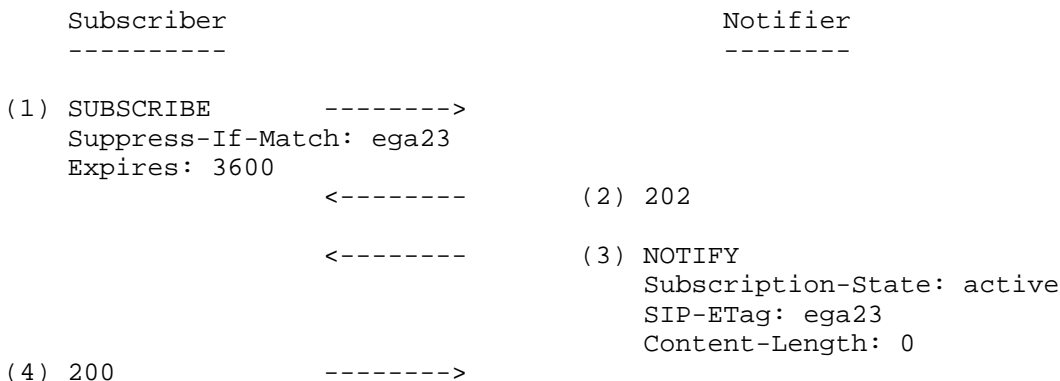 Subscriber                          Notifier
----------                          --------
(1) SUBSCRIBE       -------->
Suppress-If-Match: ega23
Expires: 3600
<--------       (2) 202
<--------       (3) NOTIFY
Subscription-State: active
SIP-ETag: ega23
Content-Length: 0
(4) 200             -------->